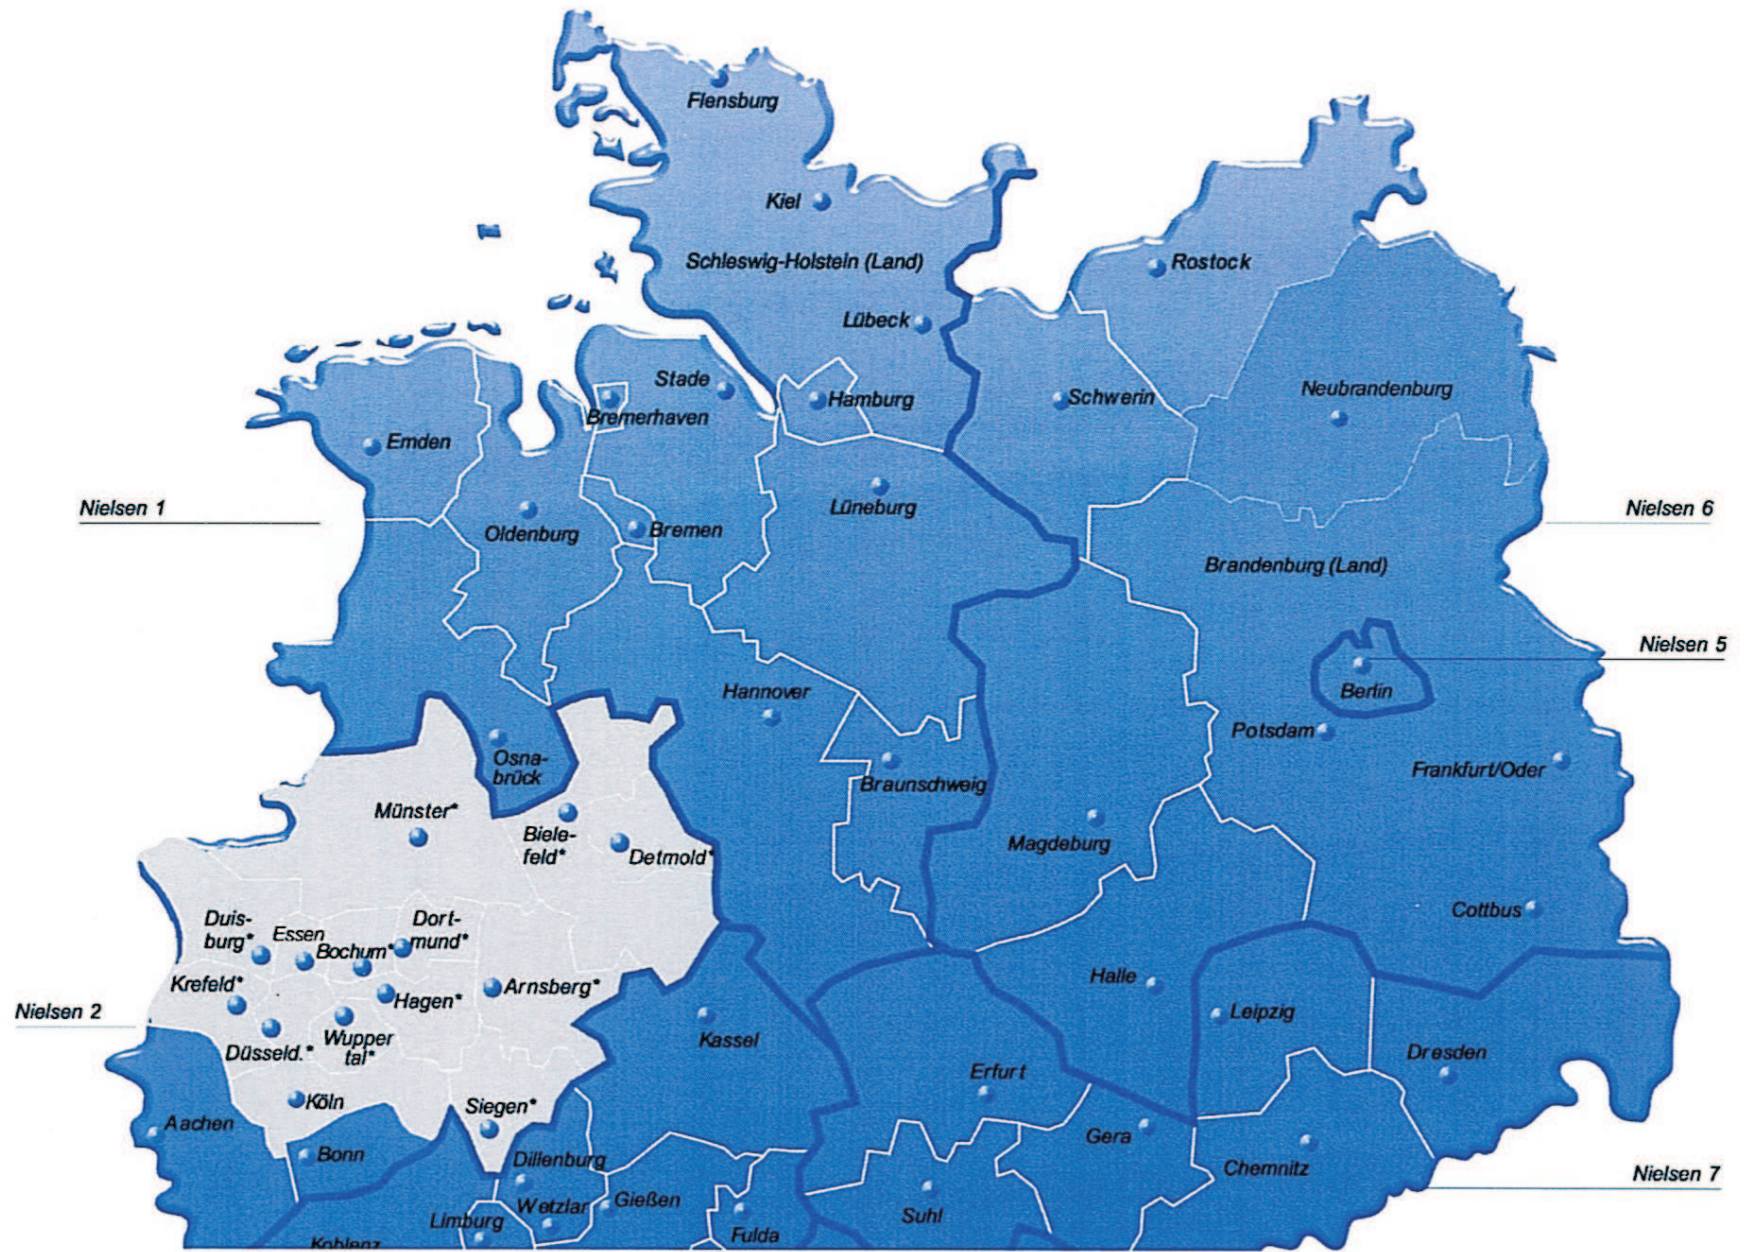 Flensburg
Kiel
Schleswig-Holstein (Land)
Rostock
Lübeck
Stade
Hamburg
Schwerin
Neubrandenburg
Bremerhaven
Emden
Nielsen 1
Lüneburg
Nielsen 6
Oldenburg
Bremen
Brandenburg (Land)
Nielsen 5
Hannover
Berlin
Potsdam
Osna-
brück
Braunschweig
Frankfurt/Oder
Münster*
Biele-
feld*
Detmold*
Magdeburg
Duis-
burg*
Essen
Dort-
mund*
Bochum*
Cottbus
Krefeld*
Hagen*
Arnsberg*
Halle
Nielsen 2
Leipzig
Düsseld.*
Wupper
tal*
Kassel
Dresden
Erfurt
Köln
Siegen*
Aachen
Gera
Bonn
Dillenburg
Chemnitz
Nielsen 7
Wetzlar
Gießen
Limburg
Suhl
Fulda
Koblenz